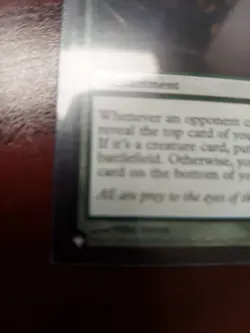 Whenever an opponent c
reveal the top card of you
If it's a creature card, put
battlefield. Otherwise, y
card on the bottom of yo
All are prey to the eyes of th